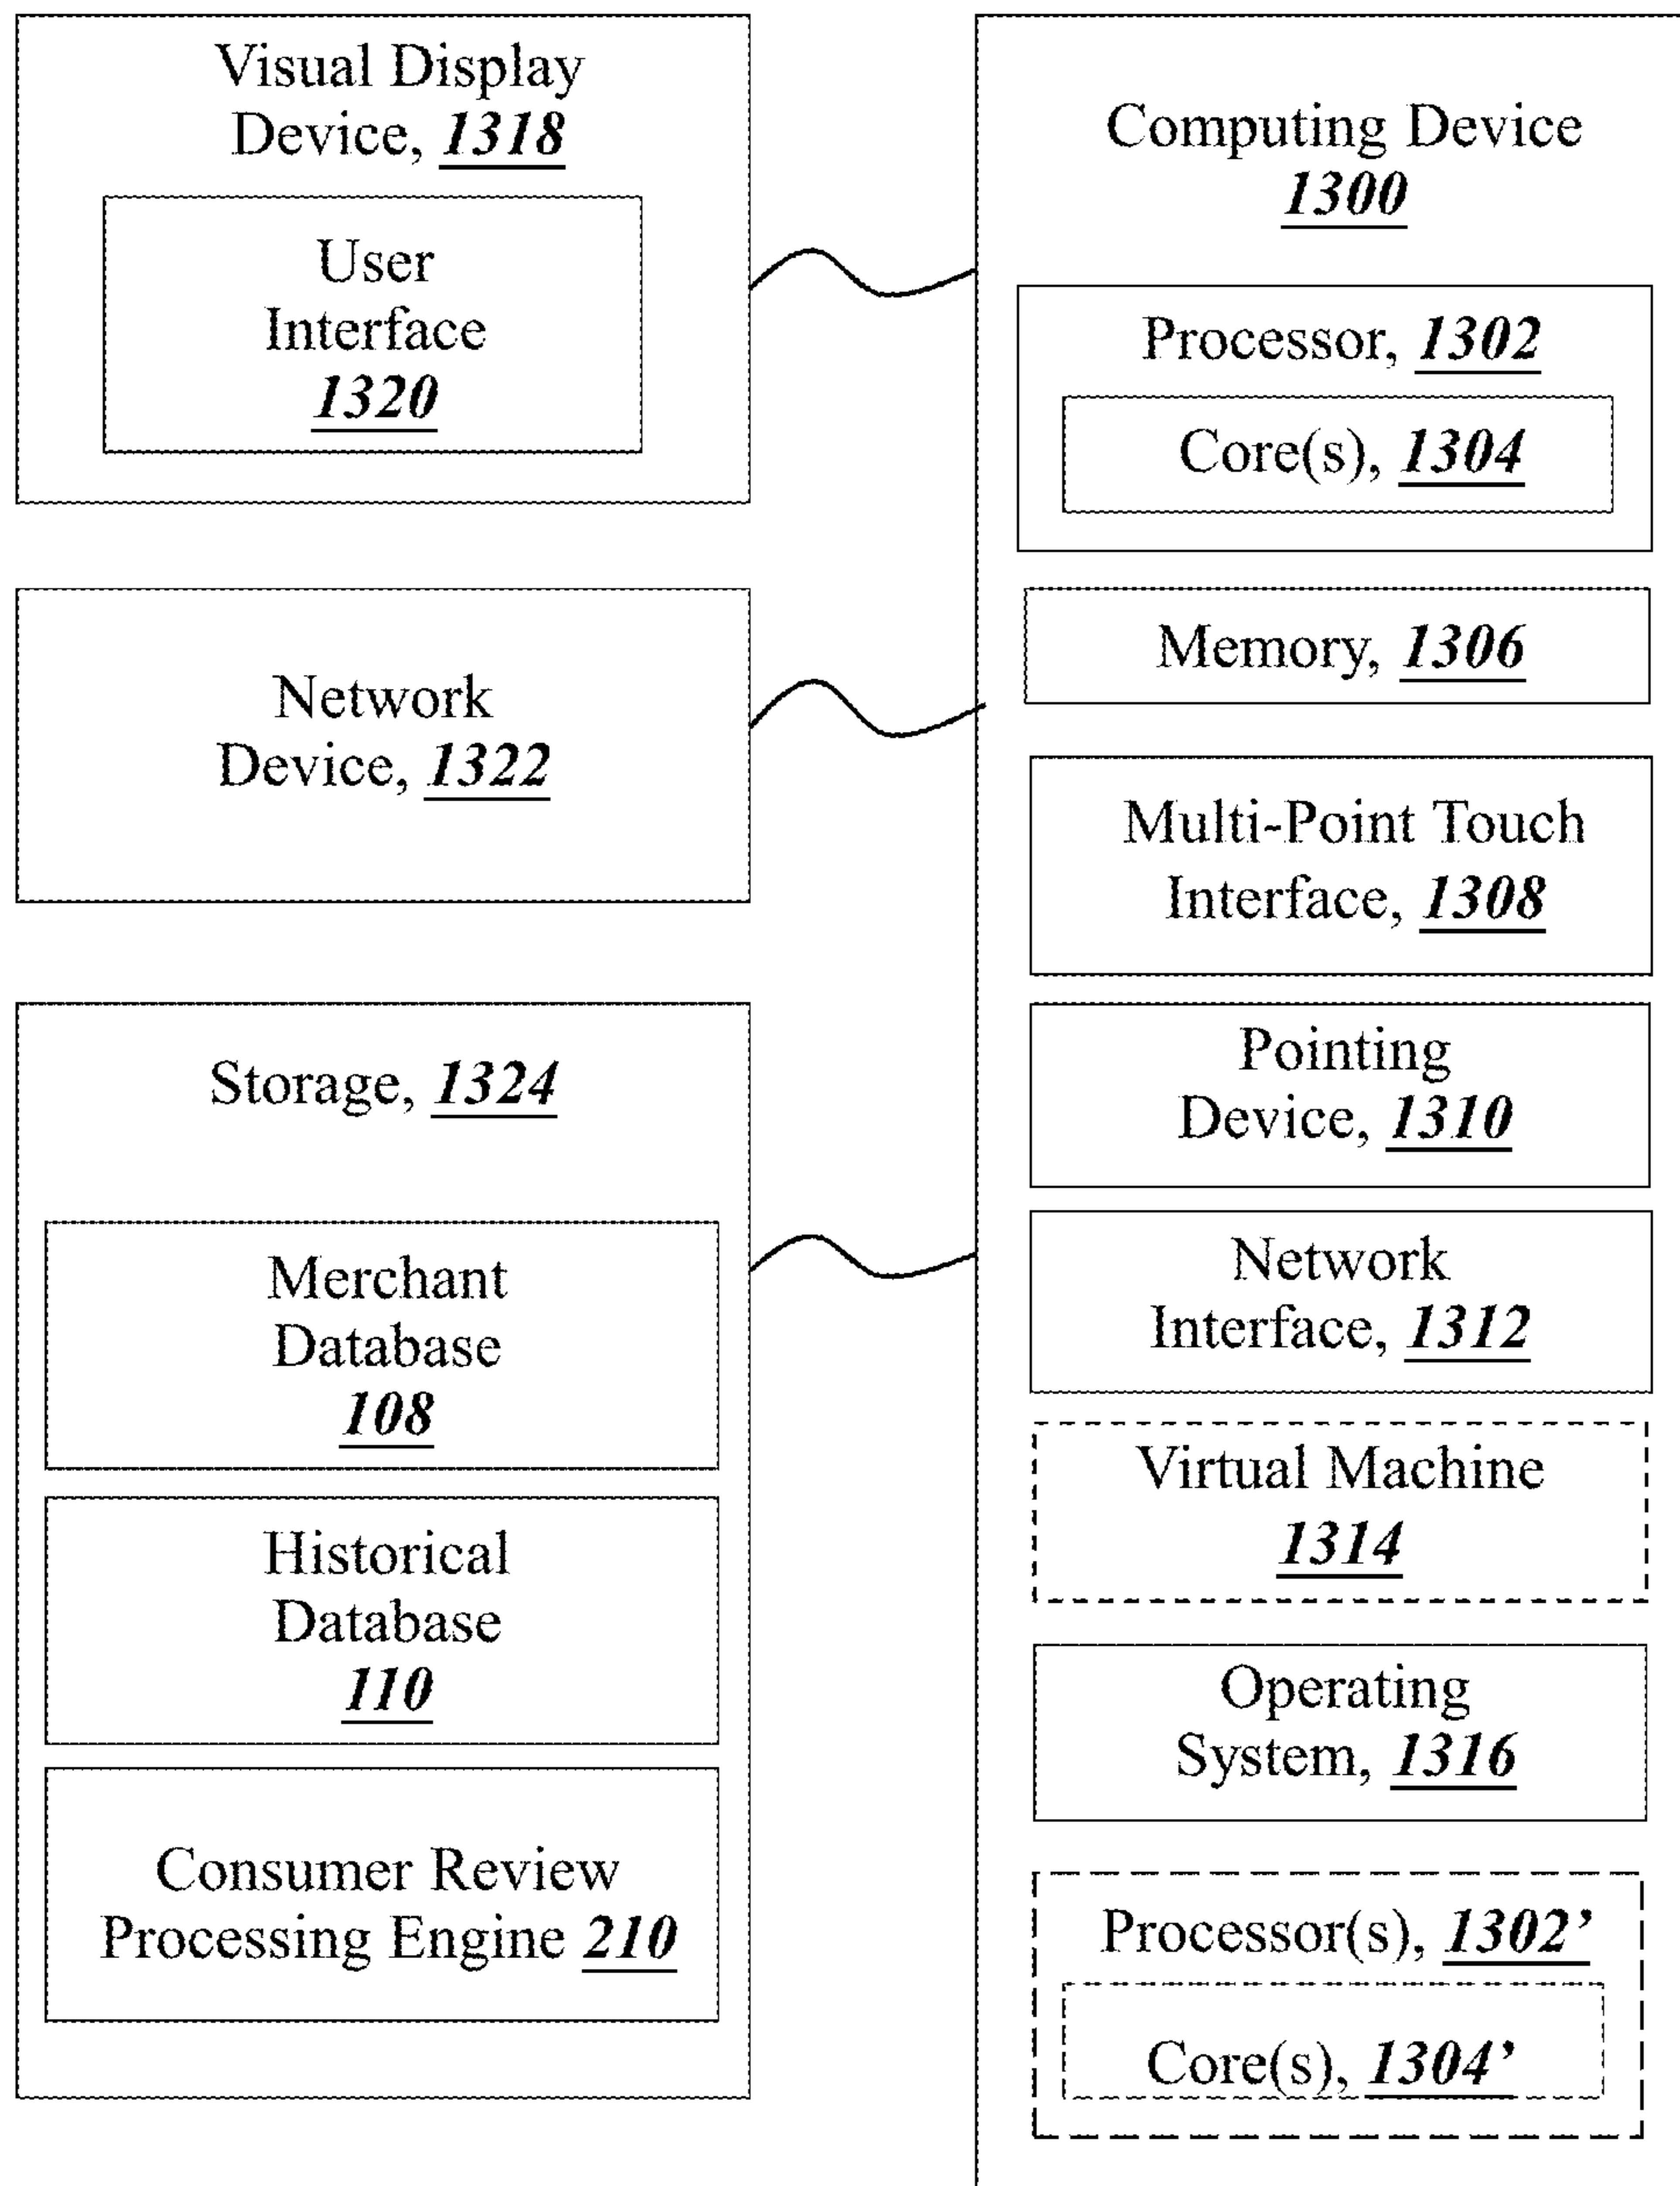 Visual Display
Device, 1318
User
Interface
1320
Network
Device, 1322
Storage, 1324
Merchant
Database
108
Historical
Database
110
Consumer Review
Processing Engine 210
Computing Device
1300
Processor, 1302
Core(s), 1304
Memory, 1306
Multi-Point Touch
Interface, 1308
Pointing
Device, 1310
Network
Interface, 1312
Virtual Machine
1314
Operating
System, 1316
Processor(s), 1302’
Core(s), 1304’